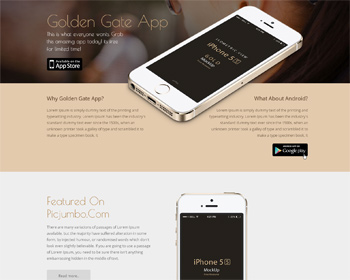 Golden Gate App
This is what everyone wants. Grab
the amazing app today! Is free
for limited time!
Available on the
App Store
ISOMETRIC PSD
iPhone 5S
GOLD
MockUp
Why Golden Gate App?
Lorem Ipsum is simply dummy text of the printing and
typesetting industry. Lorem Ipsum has been the industry's
standard dummy text ever since the 1500s, when an
unknown printer took a galley of type and scrambled it to
make a type specimen book. It
What About Android?
Lorem Ipsum is simply dummy text of the printing and
typesetting industry. Lorem Ipsum has been the industry's
standard dummy text ever since the 1500s, when an
unknown printer took a galley of type and scrambled it to
make a type specimen book. It
Google play
Featured On
Picjumbo.Com
There are many variations of passages of Lorem Ipsum
available, but the majority have suffered alteration in some
form, by injected humour, or randomised words which don't
look even slightly believable. If you are going to use a passage
of Lorem Ipsum, you need to be sure there isn't anything
embarrassing hidden in the middle of text.
Read more...
iPhone 5S
MockUp